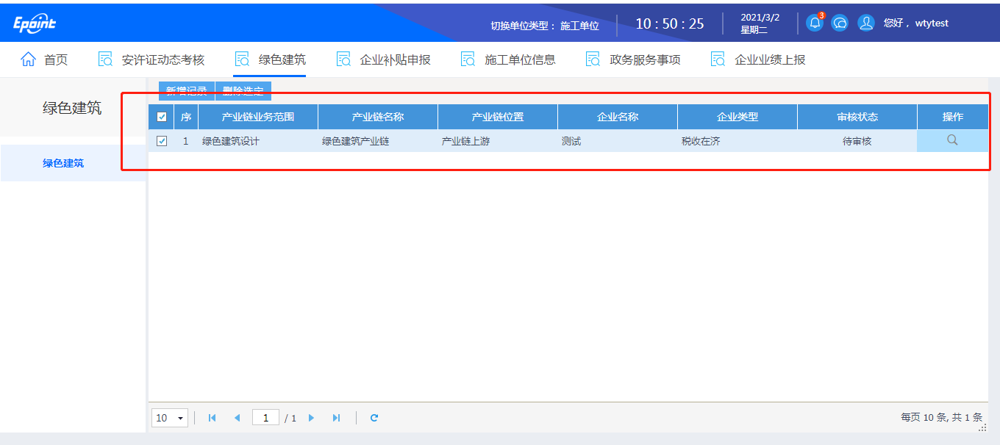 Epoint
切换单位类型： 施工单位
10 : 50 : 25
2021/3/2
星期二
3
您好， wtytest
首页
安许证动态考核
绿色建筑
企业补贴申报
施工单位信息
政务服务事项
企业业绩上报
绿色建筑
绿色建筑
新增记录 删除选定
序 产业链业务范围 产业链名称 产业链位置 企业名称 企业类型 审核状态 操作
1 绿色建筑设计 绿色建筑产业链 产业链上游 测试 税收在济 待审核
10 1 / 1 每页 10 条, 共 1 条